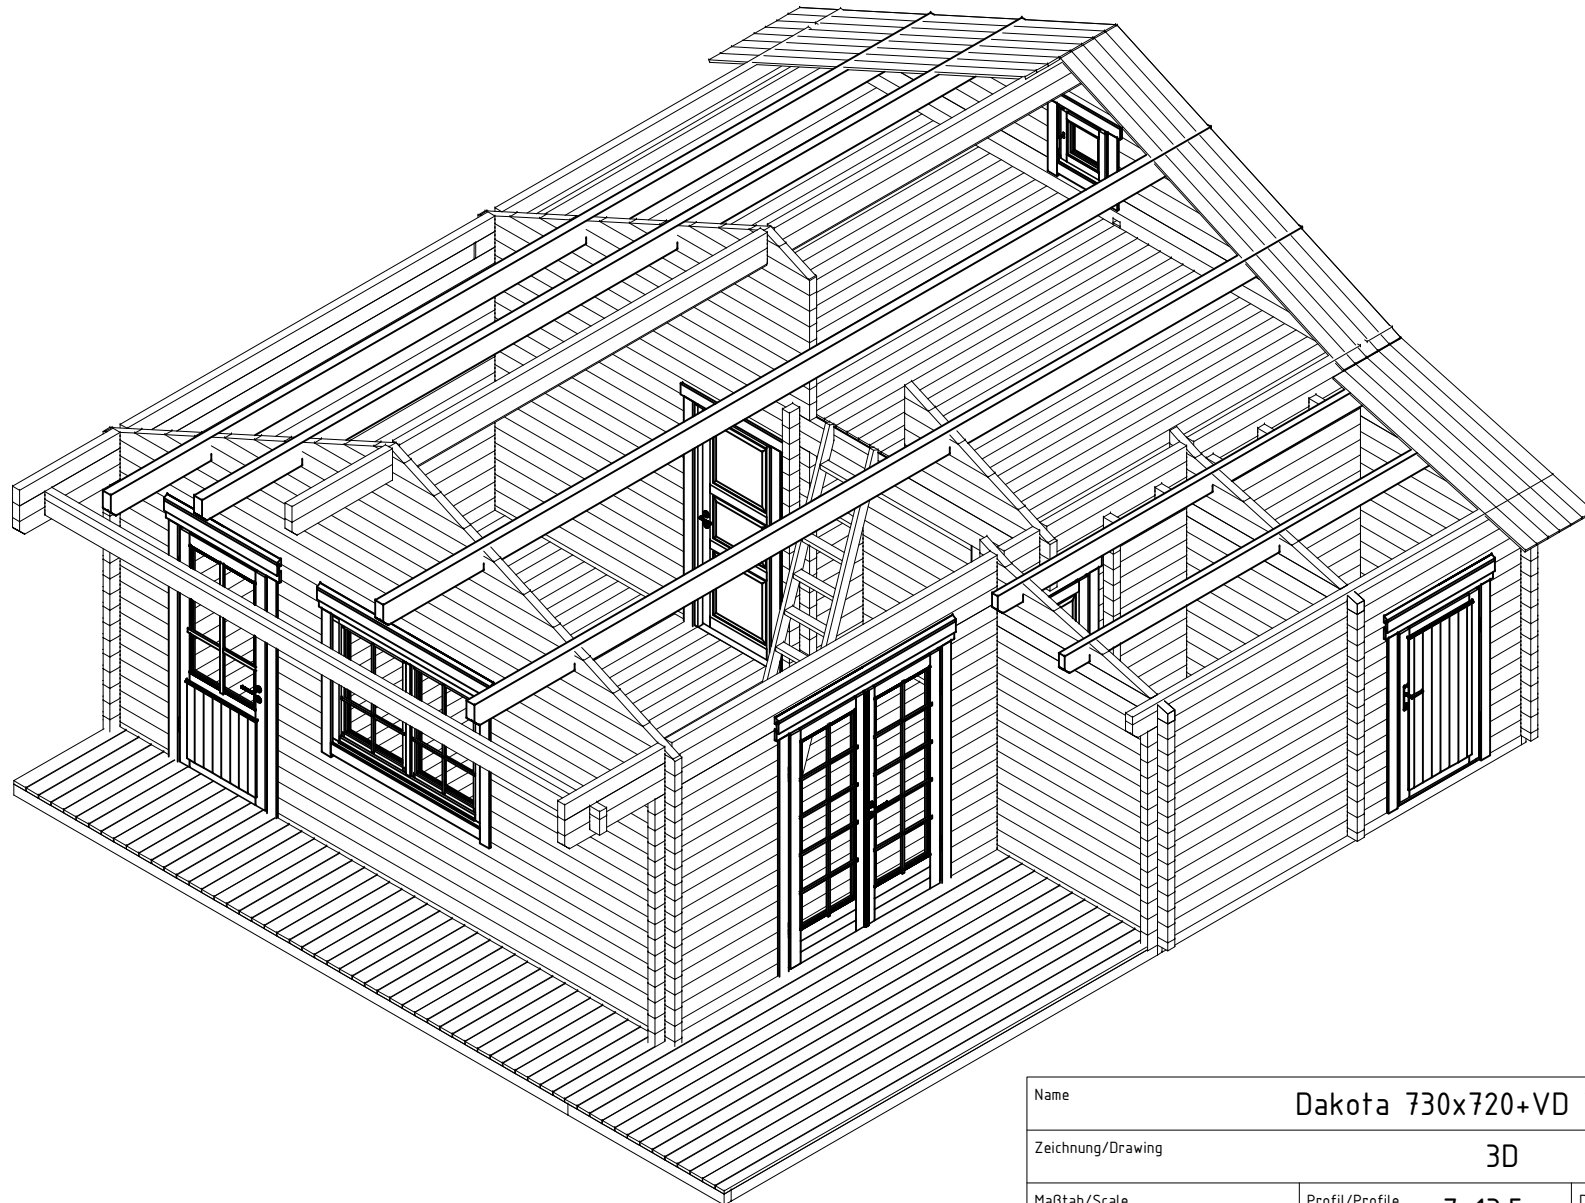 Name
Dakota 730x720+VD
Zeichnung/Drawing
3D
Maßtab/Scale
Profil/Profile